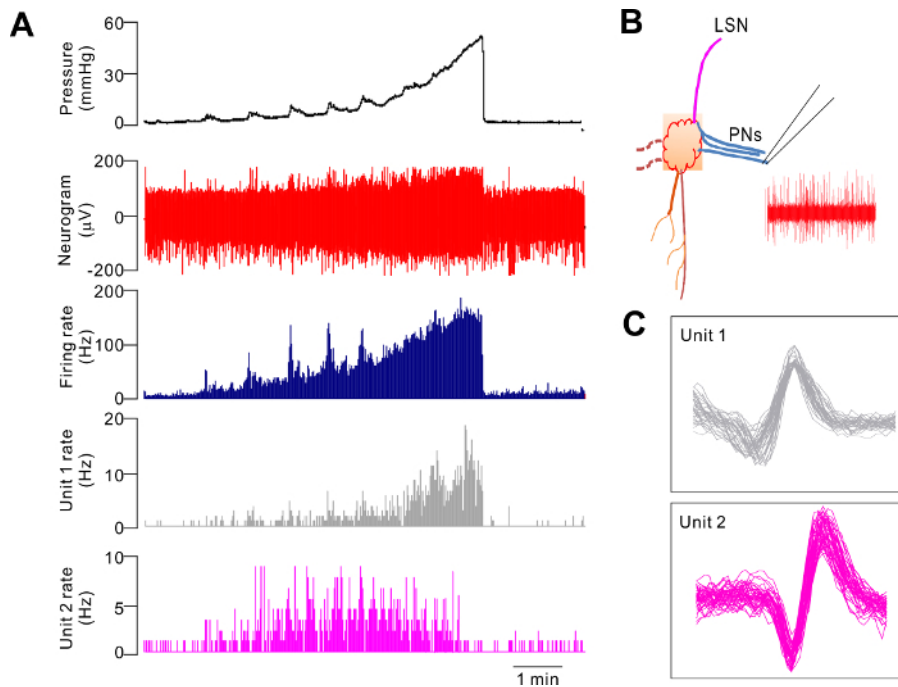 A
Pressure
(mmHg)
60
30
0
Neurogram
(µV)
200
0
-200
Firing rate
(Hz)
200
100
0
Unit 1 rate
(Hz)
20
10
0
Unit 2 rate
(Hz)
10
5
0
1 min
B
LSN
PNs
C
Unit 1
Unit 2